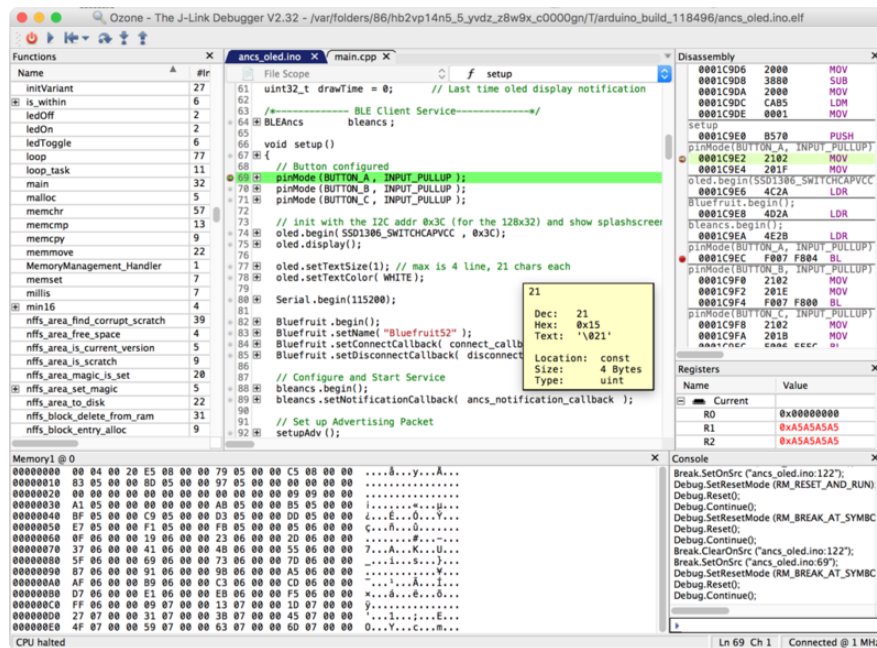 Ozone - The J-Link Debugger V2.32 - /var/folders/86/hb2vp14n5_5_yvdz_z8w9x_c0000gn/T/arduino_build_118496/ancs_oled.ino.elf
Functions
Name #In
initVariant 27
is_within 6
ledOff 2
ledOn 2
ledToggle 6
loop 77
loop_task 11
main 32
malloc 5
memchr 57
memcmp 13
memcpy 9
memmove 22
MemoryManagement_Handler 1
memset 7
millis 7
min16 4
nffs_area_find_corrupt_scratch 39
nffs_area_free_space 4
nffs_area_is_current_version 5
nffs_area_is_scratch 9
nffs_area_magic_is_set 20
nffs_area_set_magic 5
nffs_area_to_disk 22
nffs_block_delete_from_ram 31
nffs_block_entry_alloc 9
ancs_oled.ino X main.cpp X
File Scope f setup
61 uint32_t drawTime = 0; // Last time oled display notification
62
63 /*-------------- BLE Client Service--------------*/
64 BLEAncs bleancs;
65
66 void setup()
67 {
68 // Button configured
69 pinMode(BUTTON_A, INPUT_PULLUP);
70 pinMode(BUTTON_B, INPUT_PULLUP);
71 pinMode(BUTTON_C, INPUT_PULLUP);
72
73 // init with the I2C addr 0x3C (for the 128x32) and show splashscreen
74 oled.begin(SSD1306_SWITCHCAPVCC, 0x3C);
75 oled.display();
76
77 oled.setTextSize(1); // max is 4 line, 21 chars each
78 oled.setTextColor(WHITE);
79
80 Serial.begin(115200);
81
82 Bluefruit.begin();
83 Bluefruit.setName("Bluefruit52");
84 Bluefruit.setConnectCallback( connect_callb
85 Bluefruit.setDisconnectCallback( disconnect
86
87 // Configure and Start Service
88 bleancs.begin();
89 bleancs.setNotificationCallback( ancs_notification_callback );
90
91 // Set up Advertising Packet
92 setupAdv();
21
Dec: 21
Hex: 0x15
Text: '\021'
Location: const
Size: 4 Bytes
Type: uint
Disassembly
0001C9D6 2000 MOV
0001C9D8 3880 SUB
0001C9DA 2000 MOV
0001C9DC CAB5 LDM
0001C9DE 0001 MOV
setup
0001C9E0 B570 PUSH
pinMode(BUTTON_A, INPUT_PULLUP)
0001C9E2 2102 MOV
0001C9E4 201F MOV
oled.begin(SSD1306_SWITCHCAPVCC
0001C9E6 4C2A LDR
Bluefruit.begin();
0001C9E8 4D2A LDR
bleancs.begin();
0001C9EA 4E2B LDR
pinMode(BUTTON_A, INPUT_PULLUP)
0001C9EC F007 F804 BL
pinMode(BUTTON_B, INPUT_PULLUP)
0001C9F0 2102 MOV
0001C9F2 201E MOV
0001C9F4 F007 F800 BL
pinMode(BUTTON_C, INPUT_PULLUP)
0001C9F8 2102 MOV
0001C9FA 201B MOV
Registers
Name Value
Current
R0 0x00000000
R1 0xA5A5A5A5
R2 0xA5A5A5A5
Memory1 @ 0
00000000 00 04 00 20 E5 08 00 00 79 05 00 00 C5 08 00 00 ....å...y...Å...
00000010 83 05 00 00 8D 05 00 00 97 05 00 00 00 00 00 00 ................
00000020 00 00 00 00 00 00 00 00 00 00 00 00 09 09 00 00 ................
00000030 A1 05 00 00 00 00 00 00 AB 05 00 00 B5 05 00 00 ¡.......«...µ...
00000040 BF 05 00 00 C9 05 00 00 D3 05 00 00 DD 05 00 00 ¿...É...Ó...Ý...
00000050 E7 05 00 00 F1 05 00 00 FB 05 00 00 05 06 00 00 ç...ñ...û.......
00000060 0F 06 00 00 19 06 00 00 23 06 00 00 2D 06 00 00 ........#...-...
00000070 37 06 00 00 41 06 00 00 4B 06 00 00 55 06 00 00 7...A...K...U...
00000080 5F 06 00 00 69 06 00 00 73 06 00 00 7D 06 00 00 _...i...s...}...
00000090 87 06 00 00 91 06 00 00 9B 06 00 00 A5 06 00 00 ............¥...
000000A0 AF 06 00 00 B9 06 00 00 C3 06 00 00 CD 06 00 00 ¯...¹...Ã...Í...
000000B0 D7 06 00 00 E1 06 00 00 EB 06 00 00 F5 06 00 00 ×...á...ë...õ...
000000C0 FF 06 00 00 09 07 00 00 13 07 00 00 1D 07 00 00 ÿ...............
000000D0 27 07 00 00 31 07 00 00 3B 07 00 00 45 07 00 00 '...1...;...E...
000000E0 4F 07 00 00 59 07 00 00 63 07 00 00 6D 07 00 00 O...Y...c...m...
Console
Break.SetOnSrc ("ancs_oled.ino:122");
Debug.SetResetMode (RM_RESET_AND_RUN)
Debug.Reset();
Debug.Continue();
Debug.SetResetMode (RM_BREAK_AT_SYMBC
Debug.Reset();
Debug.Continue();
Break.ClearOnSrc ("ancs_oled.ino:122");
Break.SetOnSrc ("ancs_oled.ino:69");
Debug.SetResetMode (RM_BREAK_AT_SYMBC
Debug.Reset();
Debug.Continue();
CPU halted
Ln 69 Ch 1 Connected @ 1 MHz